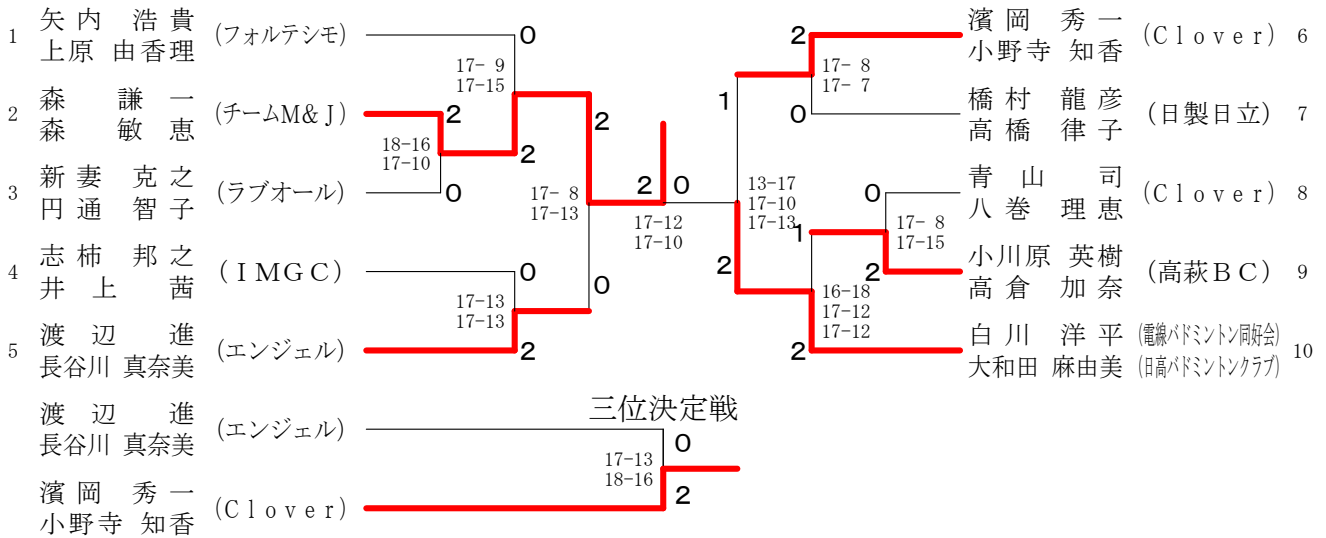 1 矢内 浩貴 (フォルテシモ)
上原 由香理
0
17- 9
17-15
2 森 謙一 (チームM&J)
森 敏恵
2
18-16
17-10
2
3 新妻 克之 (ラブオール)
円通 智子
0
2
17- 8
17-13
4 志柿 邦之 (IMGC)
井上 茜
0
17-13
17-13
0
5 渡辺 進 (エンジェル)
長谷川 真奈美
2
2 0
17-12
17-10
濱岡 秀一 (Clover) 6
小野寺 知香
2
17- 8
17- 7
1
橋村 龍彦 (日製日立) 7
高橋 律子
0
13-17
17-10
17-13
青山 司 (Clover) 8
八巻 理恵
0
17- 8
17-15
1
小川原 英樹 (高萩BC) 9
高倉 加奈
2
2
16-18
17-12
17-12
白川 洋平 (電線バドミントン同好会) 10
大和田 麻由美 (日高バドミントンクラブ)
2
三位決定戦
渡辺 進 (エンジェル)
長谷川 真奈美
0
17-13
18-16
濱岡 秀一 (Clover)
小野寺 知香
2